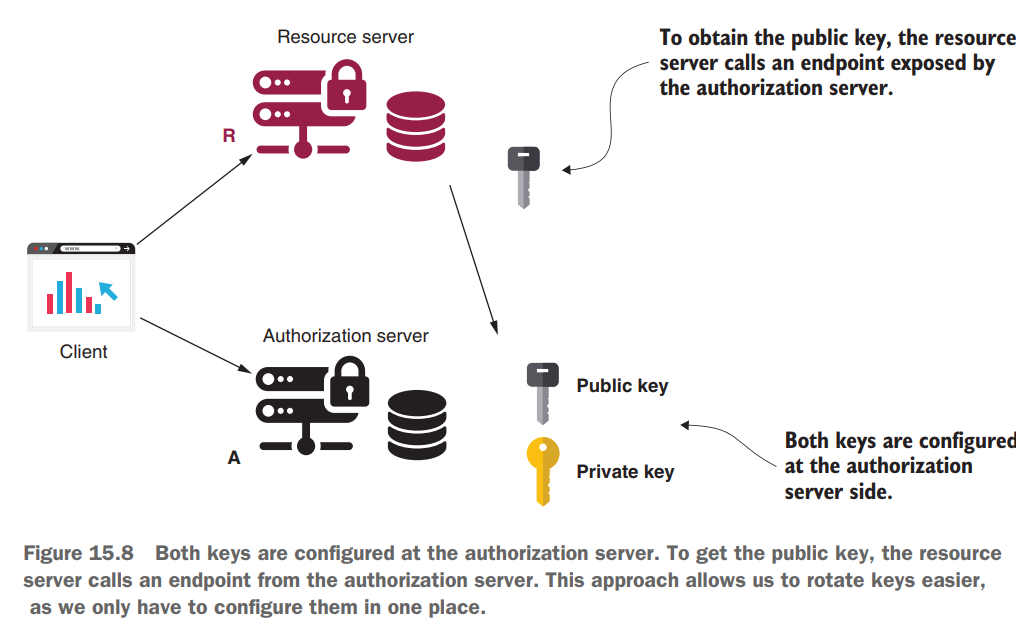 Resource server
To obtain the public key, the resource
server calls an endpoint exposed by
the authorization server.
R
www.
Client
Authorization server
A
Public key
Private key
Both keys are configured
at the authorization
server side.
Figure 15.8 Both keys are configured at the authorization server. To get the public key, the resource
server calls an endpoint from the authorization server. This approach allows us to rotate keys easier,
as we only have to configure them in one place.